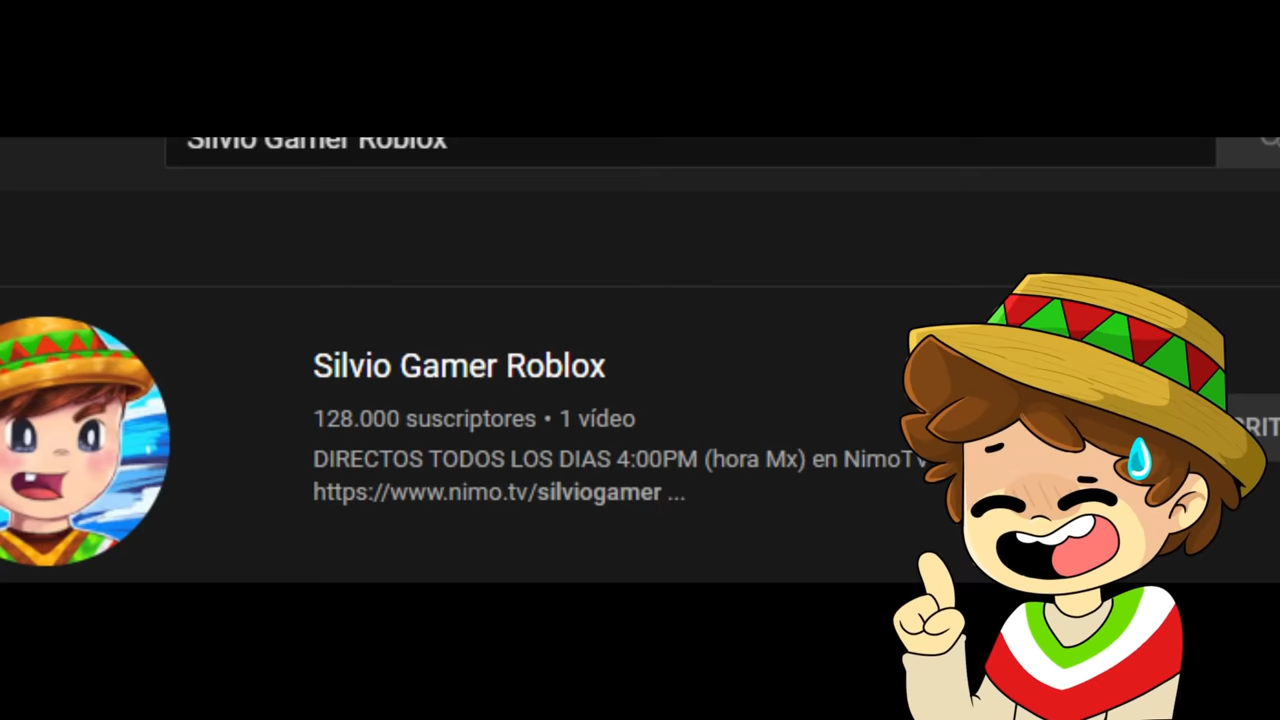 Silvio Gamer Roblox
Silvio Gamer Roblox
128.000 suscriptores • 1 vídeo
DIRECTOS TODOS LOS DIAS 4:00PM (hora Mx) en NimoTv
https://www.nimo.tv/silviogamer ...